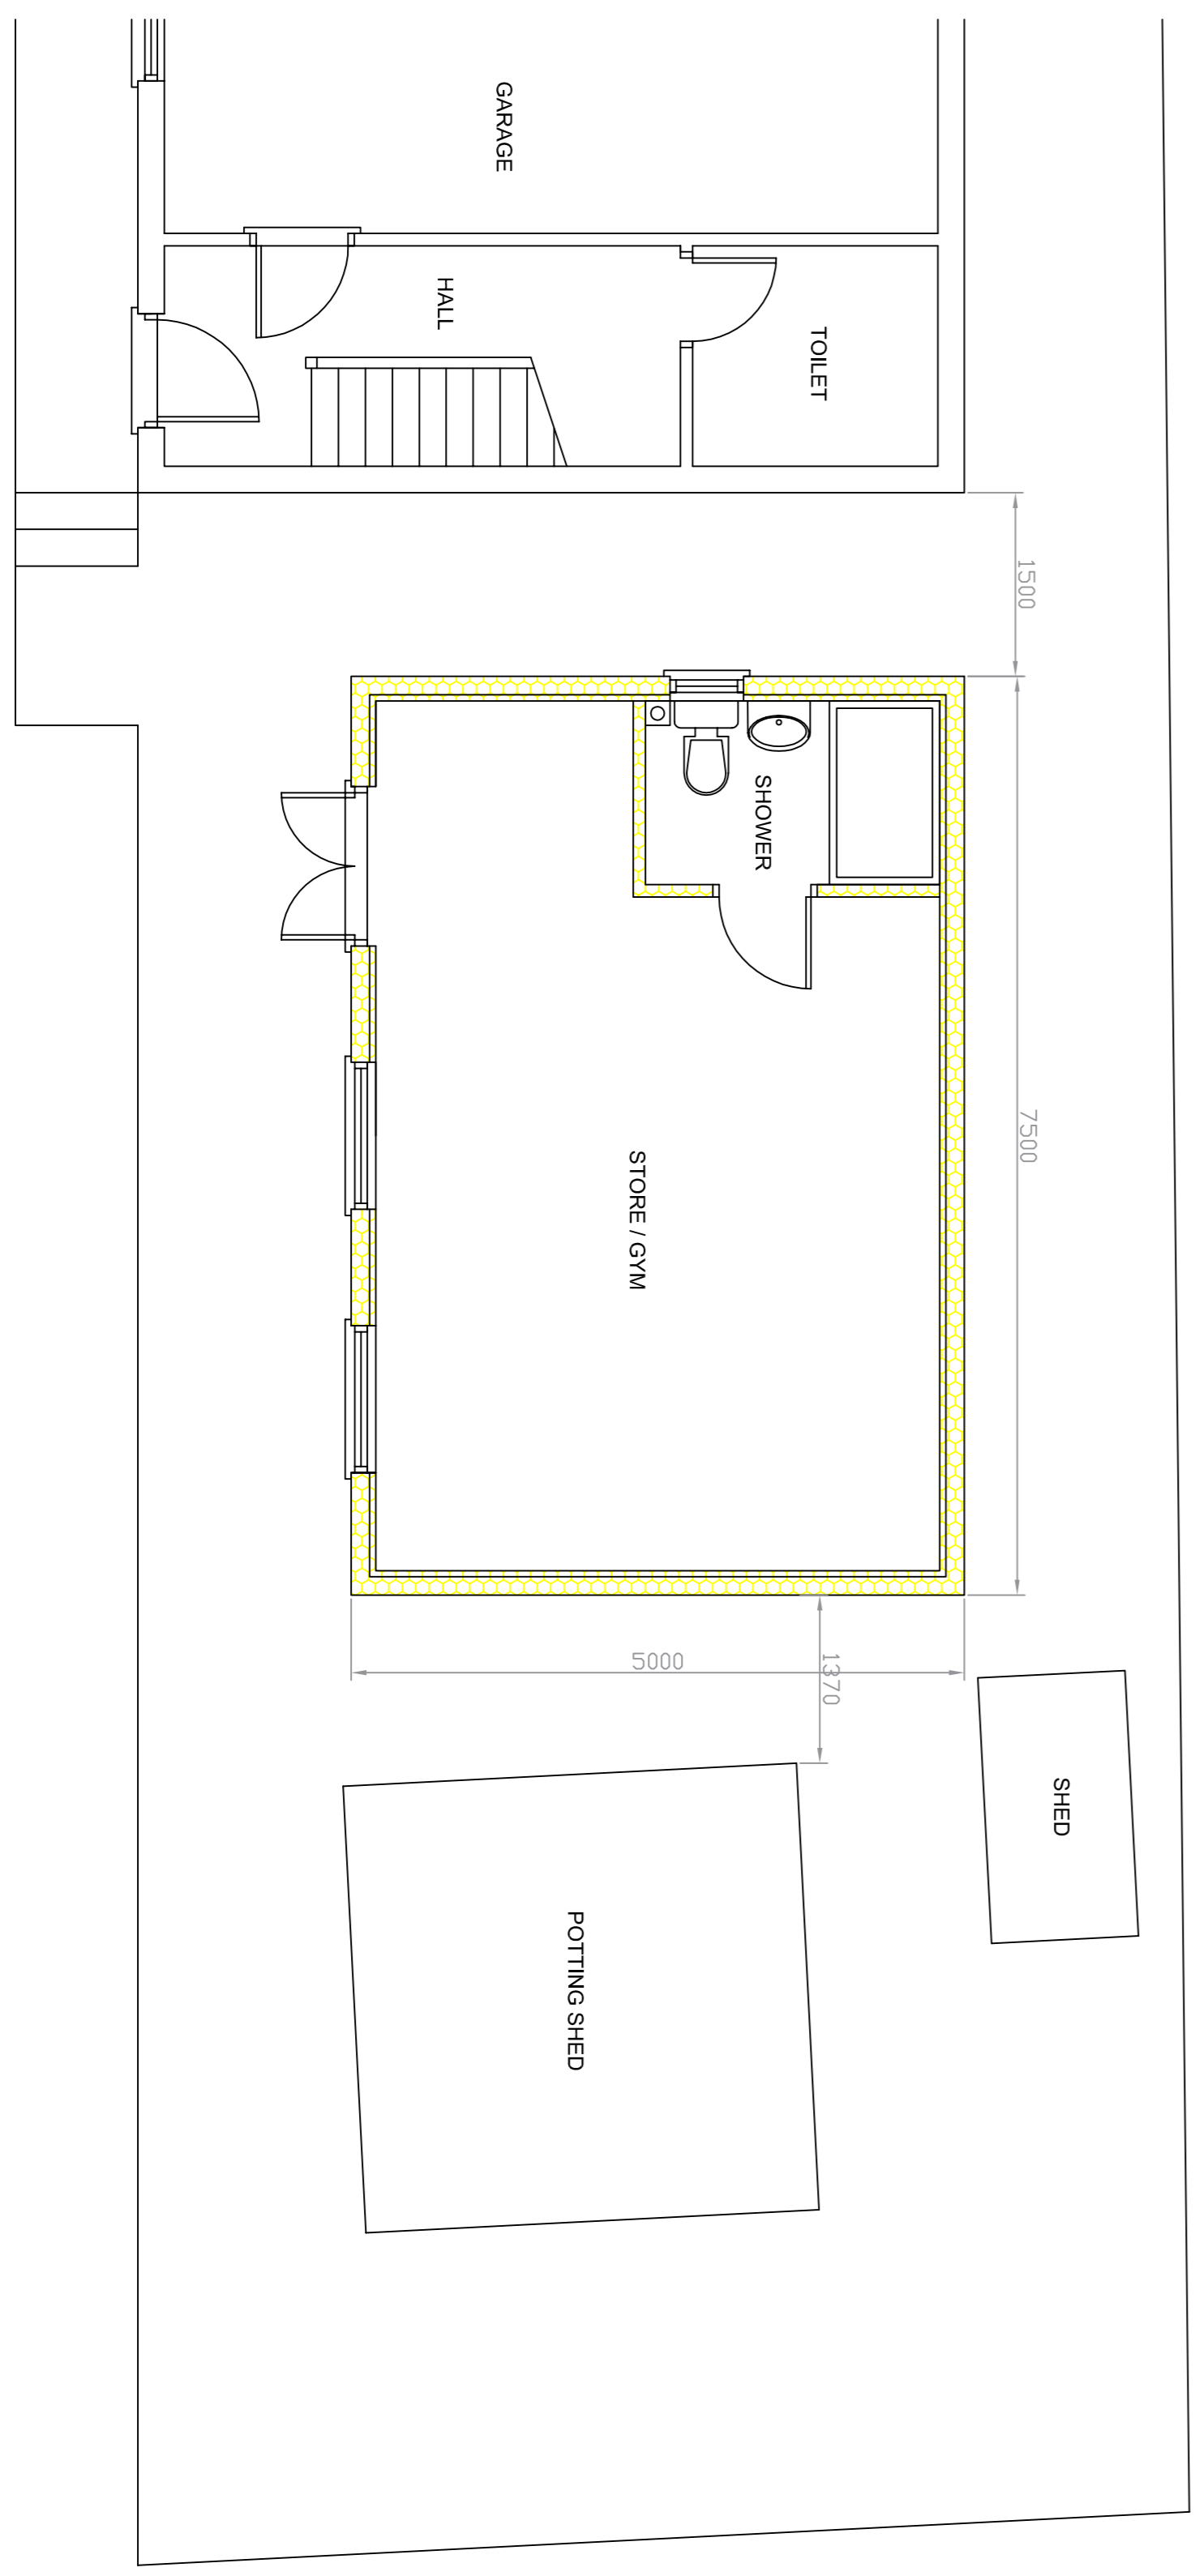 GARAGE
HALL
TOILET
1500
SHOWER
7500
STORE / GYM
5000
1370
SHED
POTTING SHED